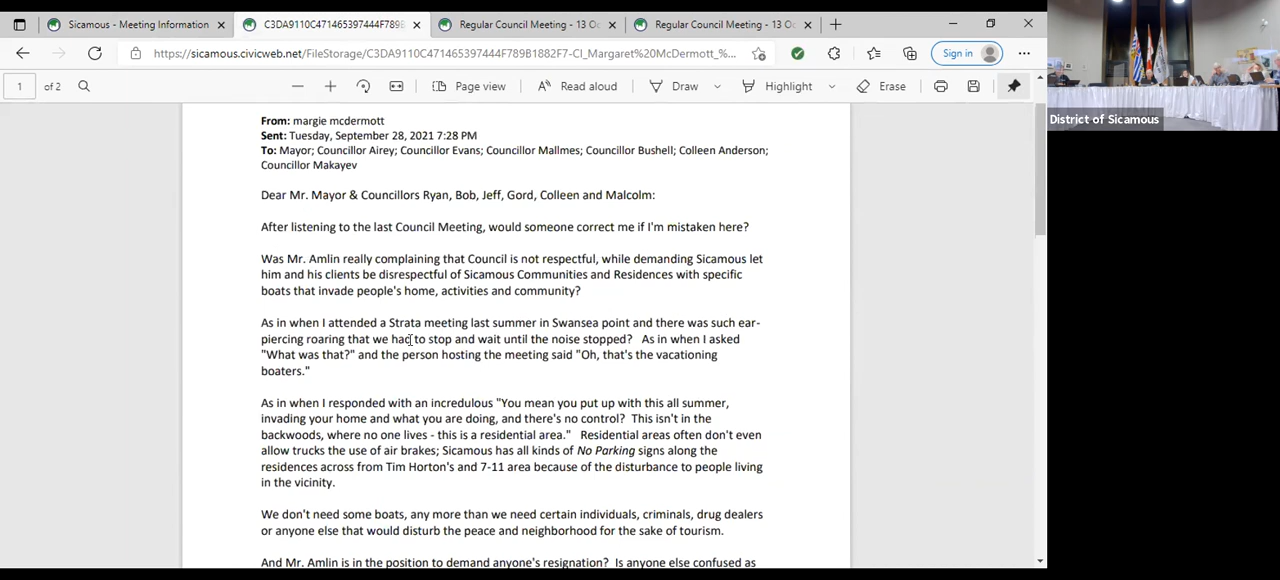 Sicamous - Meeting Information
C3DA9110C471465397444F789B
Regular Council Meeting - 13 Oc
Regular Council Meeting - 13 Oc
https://sicamous.civicweb.net/FileStorage/C3DA9110C471465397444F789B1882F7-CI_Margaret%20McDermott_%...
Sign in
1 of 2
Page view
Read aloud
Draw
Highlight
Erase
District of Sicamous
From: margie mcdermott
Sent: Tuesday, September 28, 2021 7:28 PM
To: Mayor; Councillor Airey; Councillor Evans; Councillor Mallmes; Councillor Bushell; Colleen Anderson;
Councillor Makayev
Dear Mr. Mayor & Councillors Ryan, Bob, Jeff, Gord, Colleen and Malcolm:
After listening to the last Council Meeting, would someone correct me if I'm mistaken here?
Was Mr. Amlin really complaining that Council is not respectful, while demanding Sicamous let
him and his clients be disrespectful of Sicamous Communities and Residences with specific
boats that invade people's home, activities and community?
As in when I attended a Strata meeting last summer in Swansea point and there was such ear-
piercing roaring that we had to stop and wait until the noise stopped?   As in when I asked
"What was that?" and the person hosting the meeting said "Oh, that's the vacationing
boaters."
As in when I responded with an incredulous "You mean you put up with this all summer,
invading your home and what you are doing, and there's no control?  This isn't in the
backwoods, where no one lives - this is a residential area."   Residential areas often don't even
allow trucks the use of air brakes; Sicamous has all kinds of No Parking signs along the
residences across from Tim Horton's and 7-11 area because of the disturbance to people living
in the vicinity.
We don't need some boats, any more than we need certain individuals, criminals, drug dealers
or anyone else that would disturb the peace and neighborhood for the sake of tourism.
And Mr. Amlin is in the position to demand anyone's resignation?  Is anyone else confused as